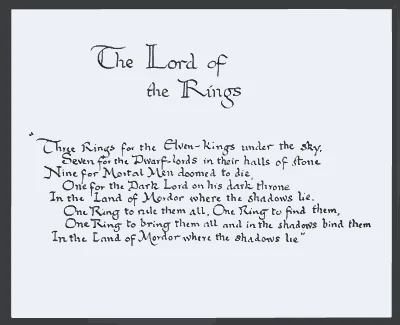 The Lord of
the Rings
"Three Rings for the Elven-kings under the sky,
Seven for the Dwarf-lords in their halls of stone
Nine for Mortal Men doomed to die,
One for the Dark Lord on his dark throne
In the Land of Mordor where the shadows lie.
One Ring to rule them all, One Ring to find them,
One Ring to bring them all and in the shadows bind them
In the Land of Mordor where the shadows lie"